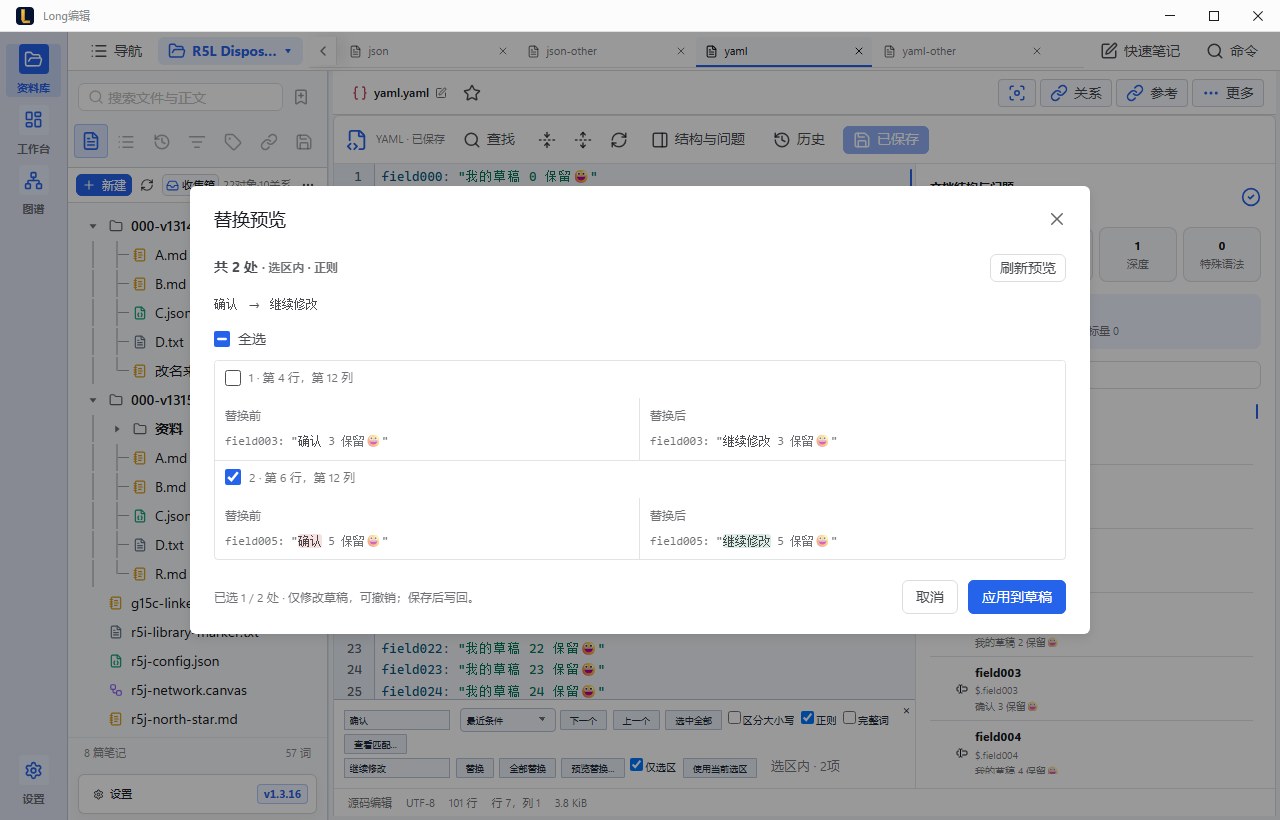 Long编辑
导航
R5L Dispos...
json
json-other
yaml
yaml-other
快速笔记
命令
资料库
工作台
图谱
设置
搜索文件与正文
yaml.yaml
关系
参考
更多
YAML · 已保存
查找
结构与问题
历史
已保存
新建
1
field000: "我的草稿 0 保留😀"
000-v1314
A.md
B.md
C.json
D.txt
000-v1315
资料
A.md
B.md
C.json
D.txt
R.md
r5j-config.json
r5j-network.canvas
r5j-north-star.md
8 篇笔记
57 词
设置
v1.3.16
1
深度
0
特殊语法
标量 0
替换预览
共 2 处 · 选区内 · 正则
刷新预览
确认 → 继续修改
全选
1 · 第 4 行，第 12 列
替换前
field003: "确认 3 保留😀"
替换后
field003: "继续修改 3 保留😀"
2 · 第 6 行，第 12 列
替换前
field005: "确认 5 保留😀"
替换后
field005: "继续修改 5 保留😀"
已选 1 / 2 处 · 仅修改草稿，可撤销；保存后写回。
取消
应用到草稿
23
field022: "我的草稿 22 保留😀"
24
field023: "我的草稿 23 保留😀"
25
field024: "我的草稿 24 保留😀"
我的草稿 2 保留😀
field003
$.field003
确认 3 保留😀
field004
$.field004
我的草稿 4 保留😀
确认
最近条件
下一个
上一个
选中全部
区分大小写
正则
完整词
查看匹配...
继续修改
替换
全部替换
预览替换...
仅选区
使用当前选区
选区内 · 2项
源码编辑
UTF-8
101 行
行 7，列 1
3.8 KiB